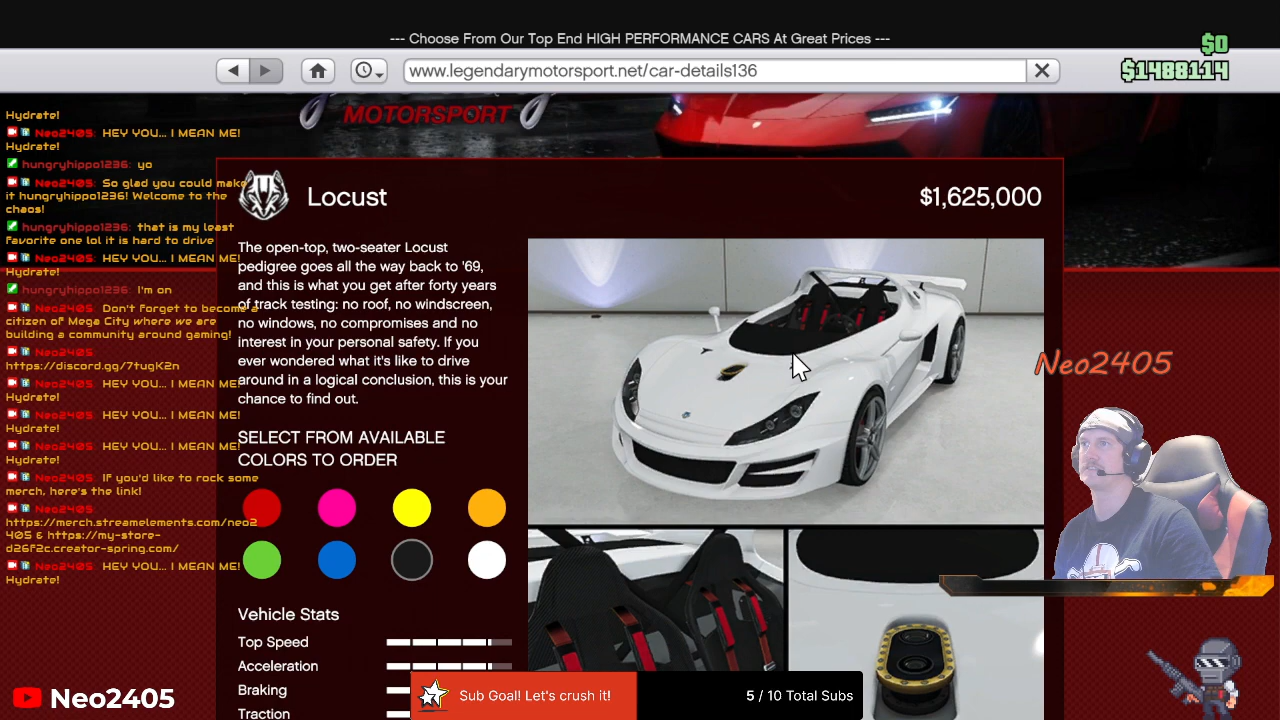 --- Choose From Our Top End HIGH PERFORMANCE CARS At Great Prices ---
$0
www.legendarymotorsport.net/car-details136
$1488114
MOTORSPORT
Hydrate!
Neo2405: HEY YOU... I MEAN ME!
Hydrate!
hungryhippo1236: yo
Neo2405: So glad you could make
it hungryhippo1236! Welcome to the
chaos!
hungryhippo1236: that is my least
favorite one lol it is hard to drive
Neo2405: HEY YOU... I MEAN ME!
Hydrate!
hungryhippo1236: I'm on
Neo2405: Don't forget to become a
citizen of Mega City where we are
building a community around gaming!
Neo2405:
https://discord.gg/7tugK2n
Neo2405: HEY YOU... I MEAN ME!
Hydrate!
Neo2405: HEY YOU... I MEAN ME!
Hydrate!
Neo2405: HEY YOU... I MEAN ME!
Hydrate!
Neo2405: If you'd like to rock some
merch, here's the link!
Neo2405:
https://merch.streamelements.com/neo2
405 & https://my-store-
d26f2c.creator-spring.com/
Neo2405: HEY YOU... I MEAN ME!
Hydrate!
Locust
$1,625,000
The open-top, two-seater Locust
pedigree goes all the way back to '69,
and this is what you get after forty years
of track testing: no roof, no windscreen,
no windows, no compromises and no
interest in your personal safety. If you
ever wondered what it's like to drive
around in a logical conclusion, this is your
chance to find out.
SELECT FROM AVAILABLE
COLORS TO ORDER
Vehicle Stats
Top Speed
Acceleration
Braking
Traction
Neo2405
Sub Goal! Let's crush it!
5 / 10 Total Subs
Neo2405